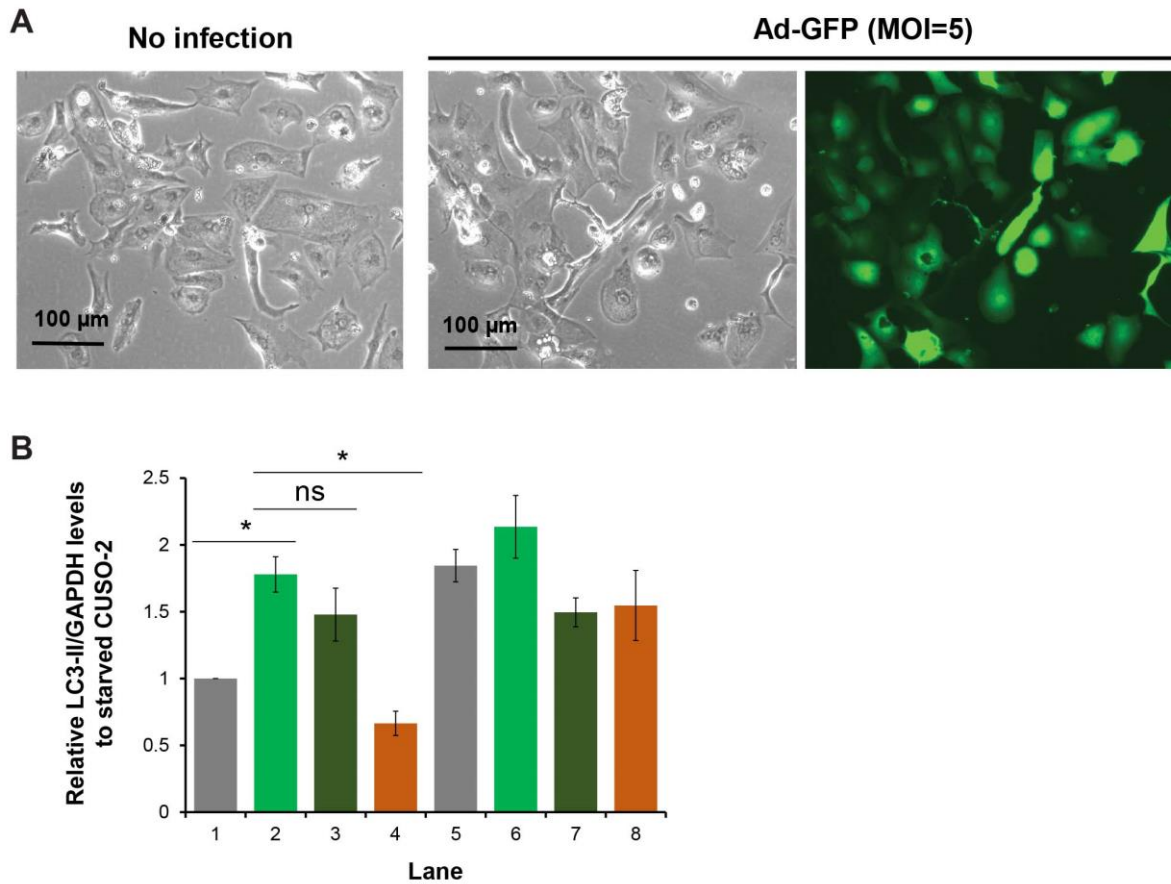 A
No infection
Ad-GFP (MOI=5)
100 µm
100 µm
B
Relative LC3-II/GAPDH levels
to starved CUSO-2
2.5
2
1.5
1
0.5
0
*
ns
*
1 2 3 4 5 6 7 8
Lane